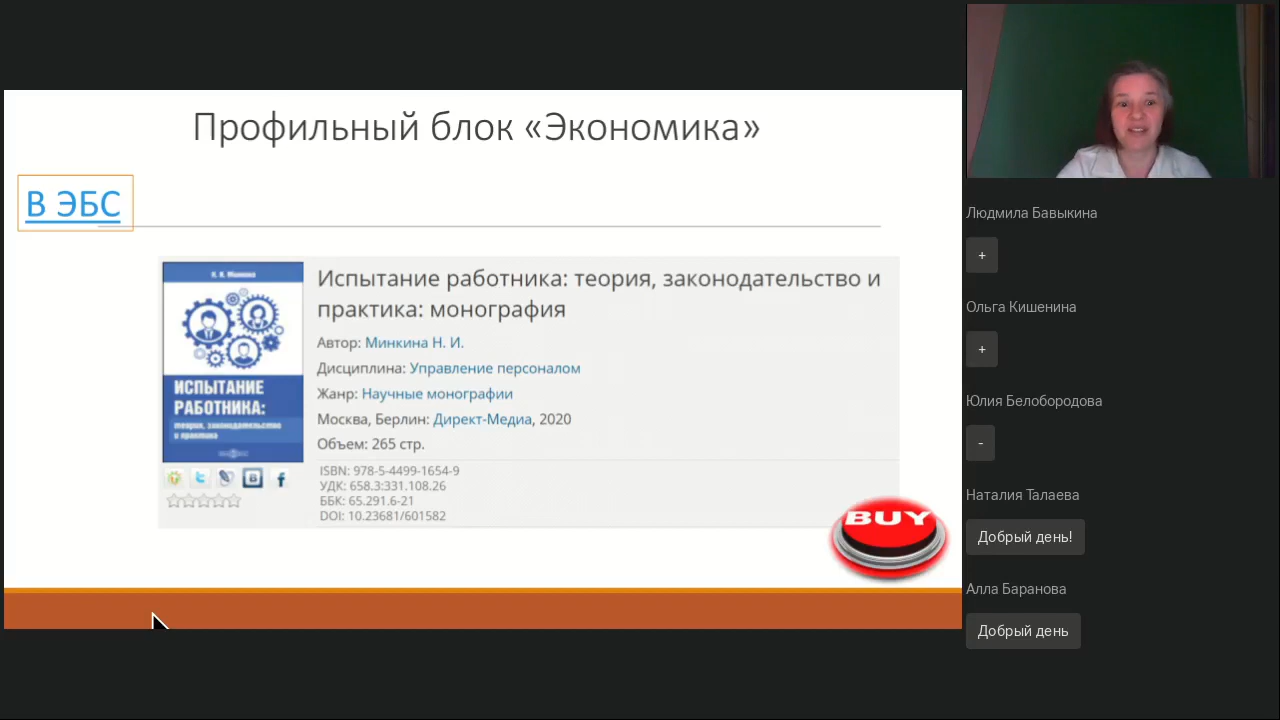 Профильный блок «Экономика»
В ЭБС
ИСПЫТАНИЕ
РАБОТНИКА:
теория, законодательство
и практика
Испытание работника: теория, законодательство и
практика: монография
Автор: Минкина Н. И.
Дисциплина: Управление персоналом
Жанр: Научные монографии
Москва, Берлин: Директ-Медиа, 2020
Объем: 265 стр.
ISBN: 978-5-4499-1654-9
УДК: 658.3:331.108.26
ББК: 65.291.6-21
DOI: 10.23681/601582
BUY
Людмила Бавыкина
+
Ольга Кишенина
+
Юлия Белобородова
-
Наталия Талаева
Добрый день!
Алла Баранова
Добрый день